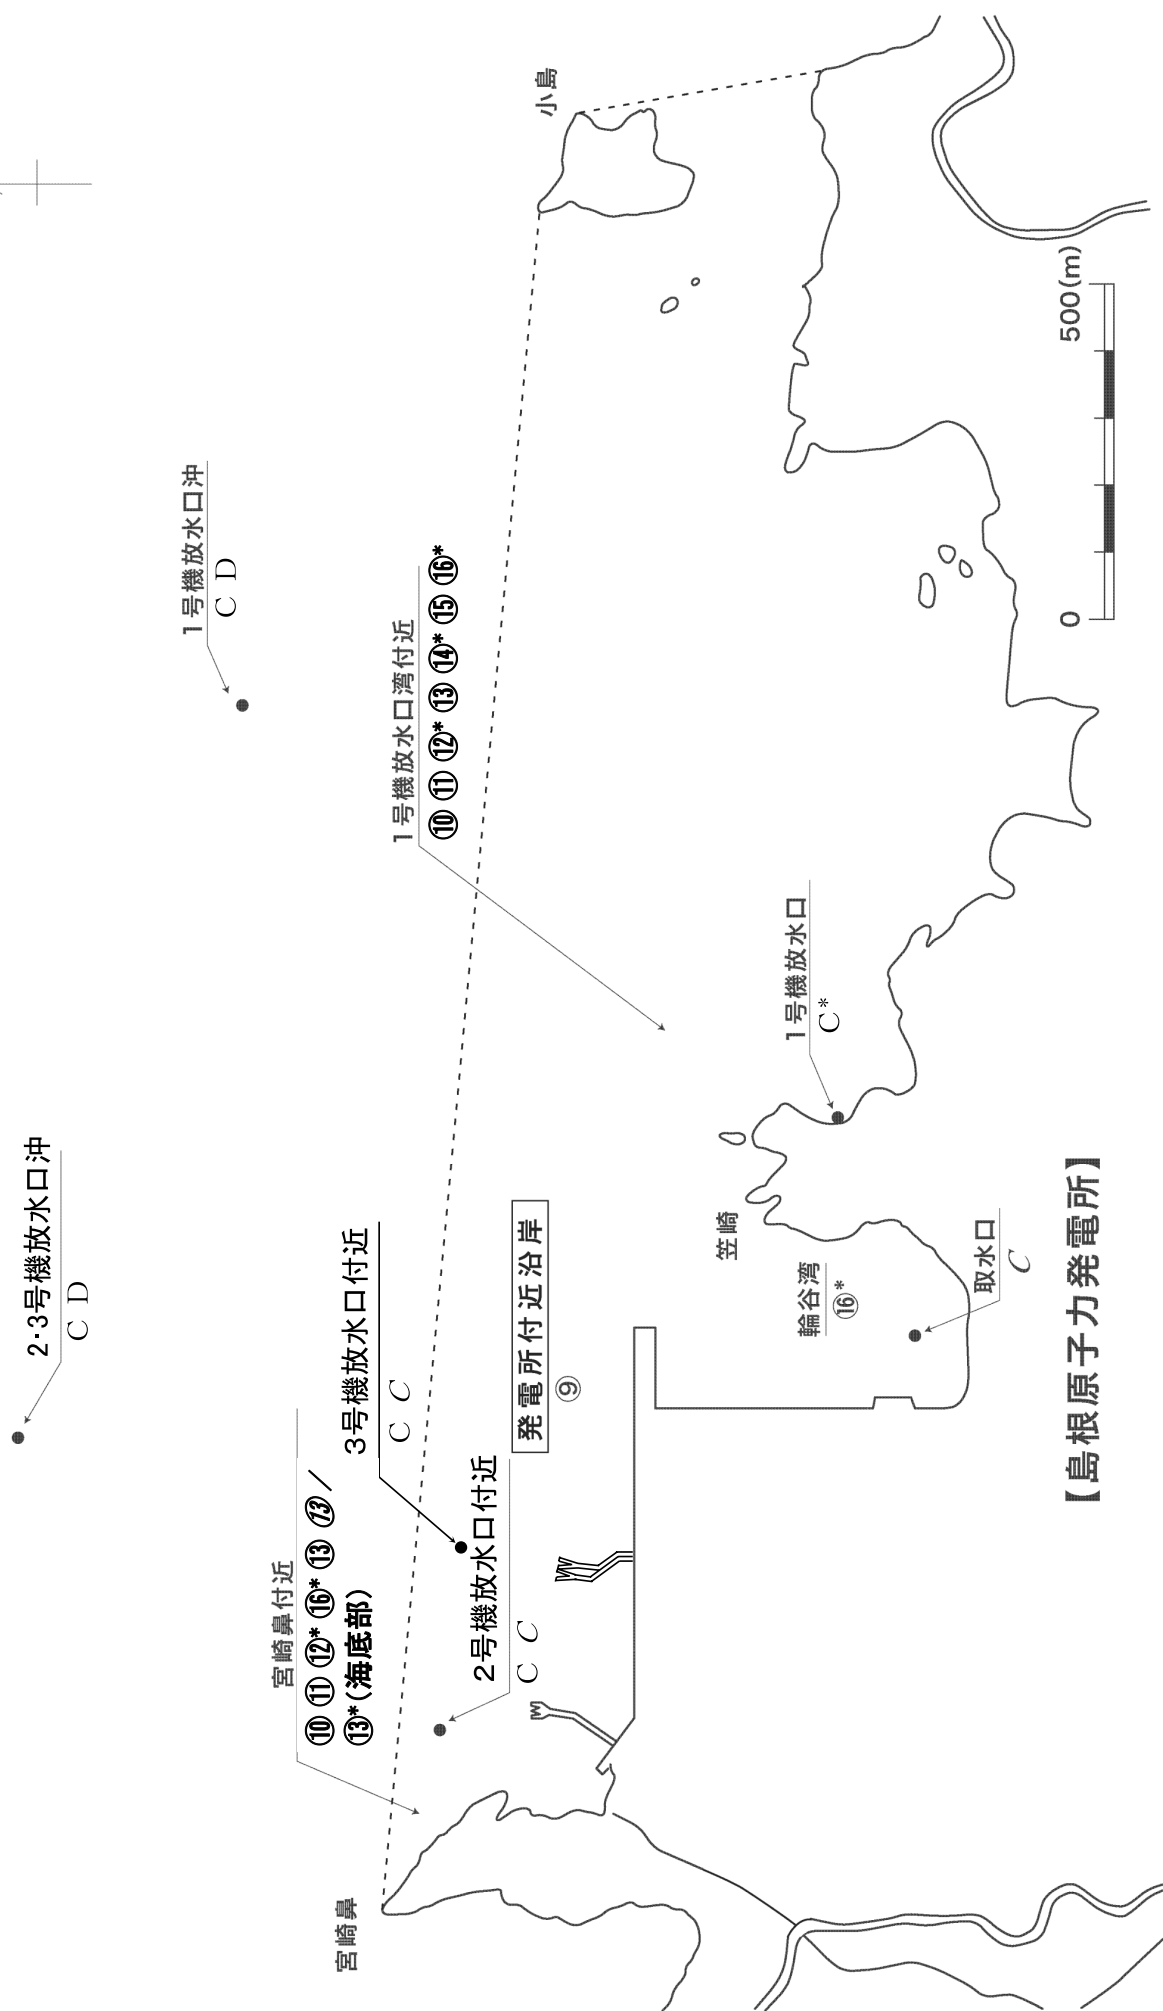 2・3号機放水口沖
C D
1号機放水口沖
C D
小島
宮崎鼻付近
⑩ ⑪ ⑫* ⑯* ⑬ ⑬ /
⑬*(海底部)
3号機放水口付近
C C
1号機放水口湾付近
⑩ ⑪ ⑫* ⑬ ⑭* ⑮ ⑯*
宮崎鼻
2号機放水口付近
C C
発電所付近沿岸
⑨
笠崎
1号機放水口
C*
輪谷湾
⑯*
取水口
C
【島根原子力発電所】
0
500(m)